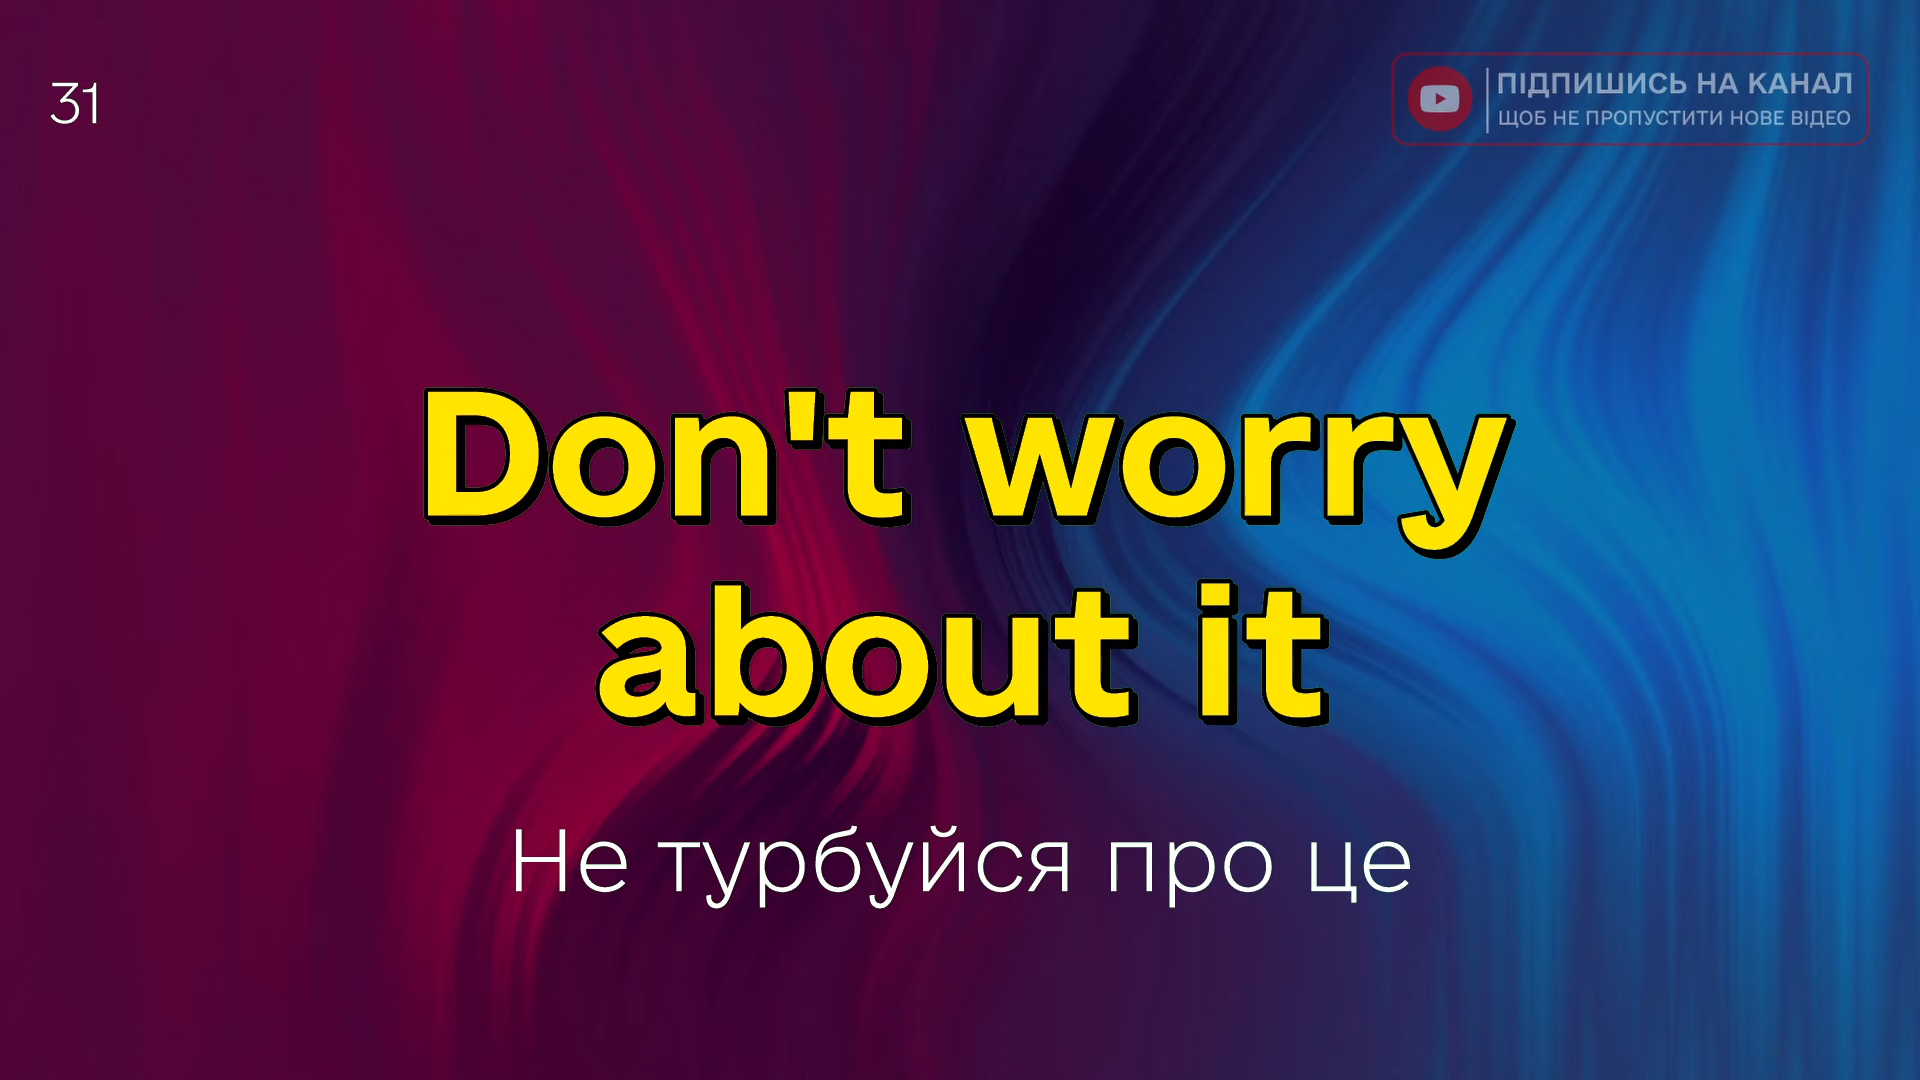 31
ПІДПИШИСЬ НА КАНАЛ
ЩОБ НЕ ПРОПУСТИТИ НОВЕ ВІДЕО
Don't worry
about it
Не турбуйся про це